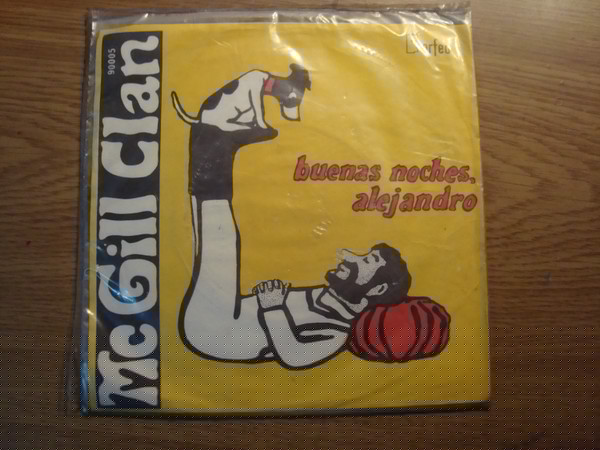 90005
McGill Clan
buenas noches,
alejandro